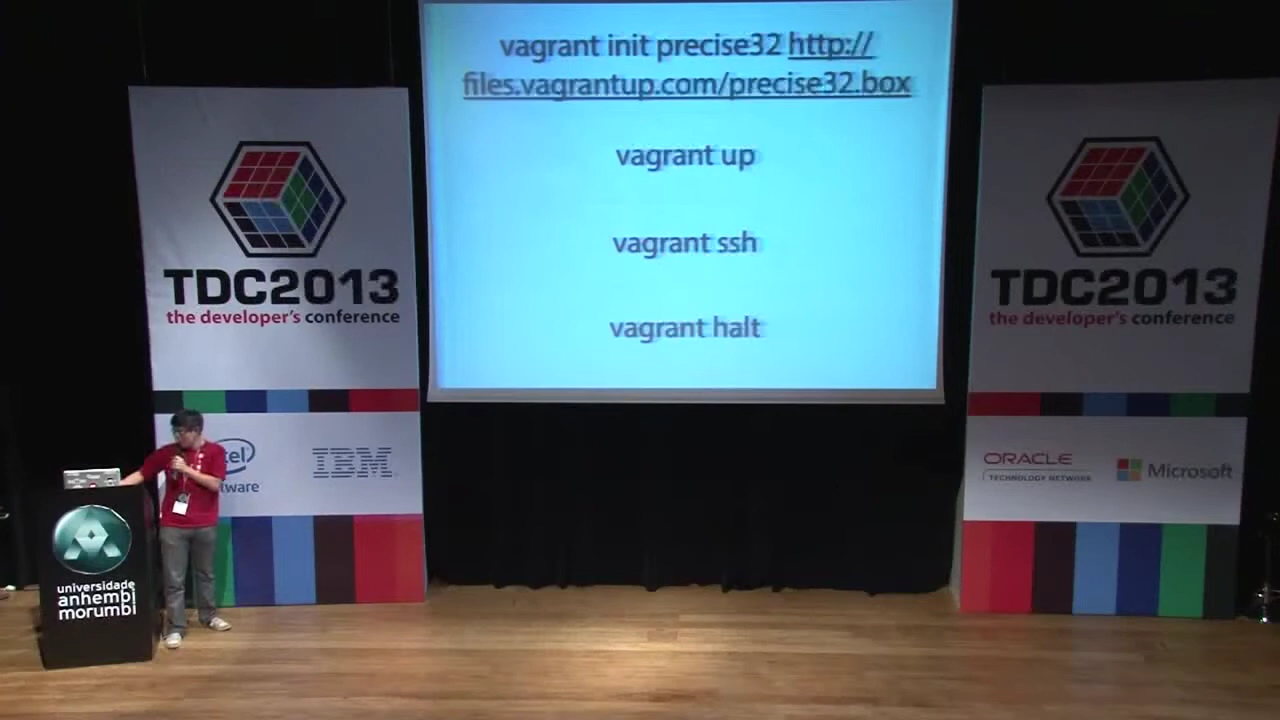 vagrant init precise32 http://
files.vagrantup.com/precise32.box
vagrant up
vagrant ssh
vagrant halt
TDC2013
the developer's conference
IBM
universidade
anhembi
morumbi
TDC2013
the developer's conference
ORACLE
TECHNOLOGY NETWORK
Microsoft